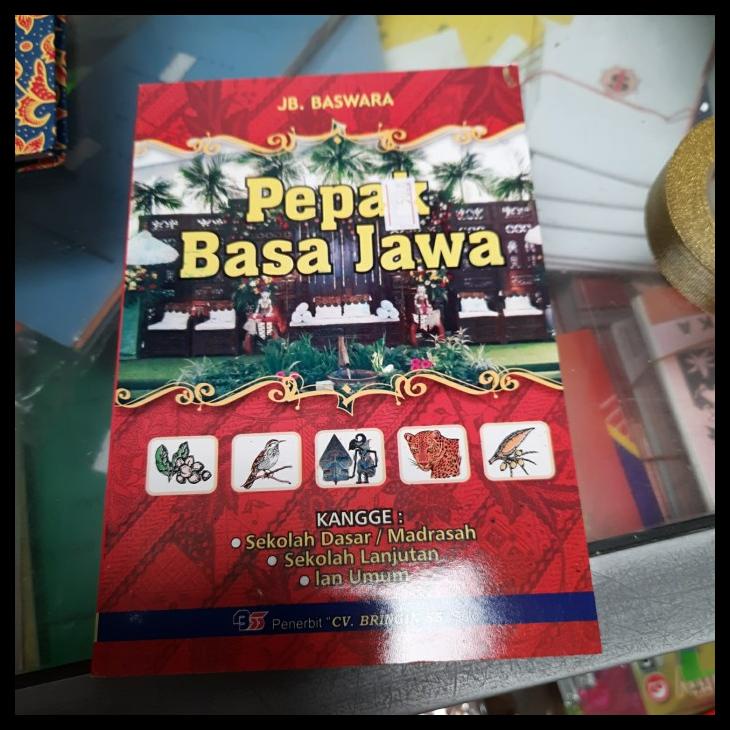 JB. BASWARA
Pepak
Basa Jawa
KANGGE :
• Sekolah Dasar / Madrasah
• Sekolah Lanjutan
• lan Umum
Penerbit "CV. BRINGIN 55"